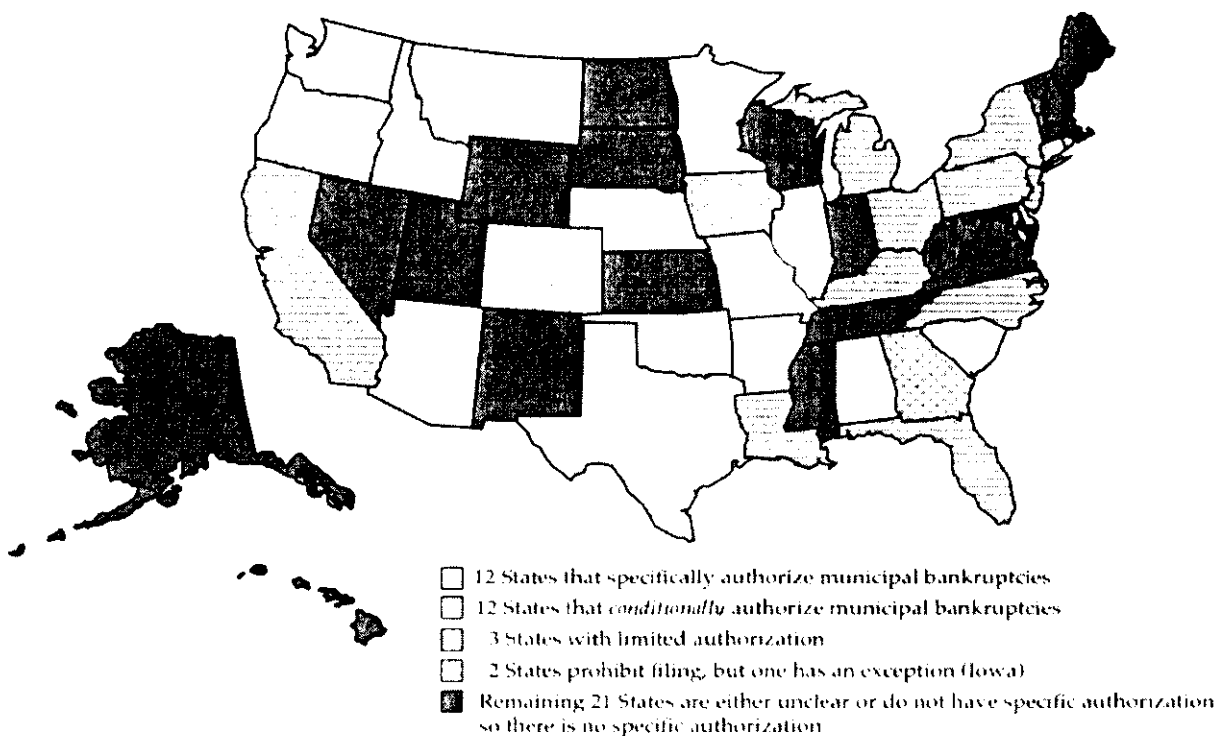 12 States that specifically authorize municipal bankruptcies
12 States that conditionally authorize municipal bankruptcies
3 States with limited authorization
2 States prohibit filing, but one has an exception (Iowa)
Remaining 21 States are either unclear or do not have specific authorization
so there is no specific authorization